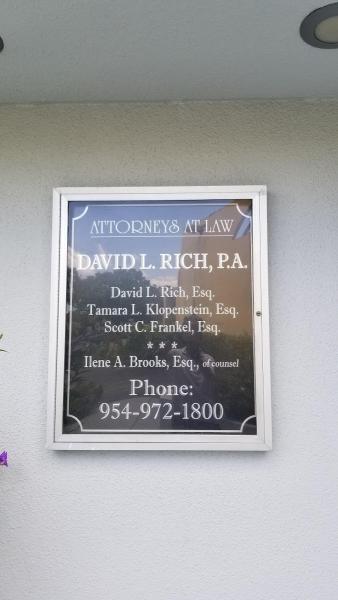 ATTORNEYS AT LAW
DAVID L. RICH, P.A.
David L. Rich, Esq.
Tamara L. Klopenstein, Esq.
Scott C. Frankel, Esq.
* * *
Ilene A. Brooks, Esq., of counsel
Phone:
954-972-1800